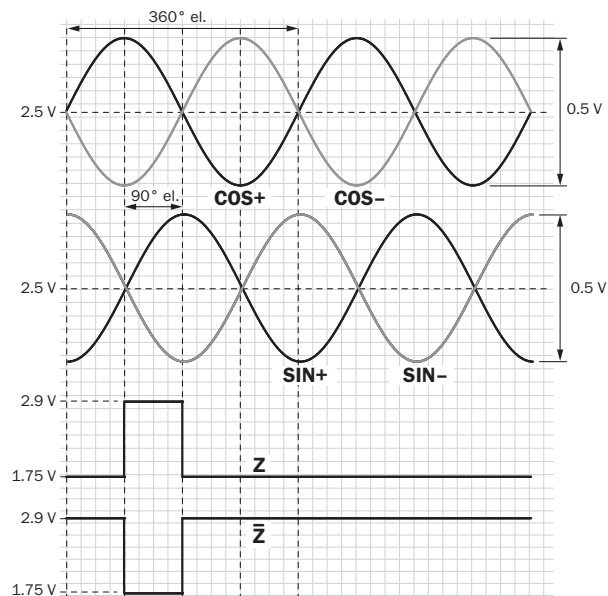 360° el.
2.5 V
0.5 V
COS+
COS–
90° el.
2.5 V
0.5 V
SIN+
SIN–
2.9 V
Z
1.75 V
2.9 V
Z̅
1.75 V